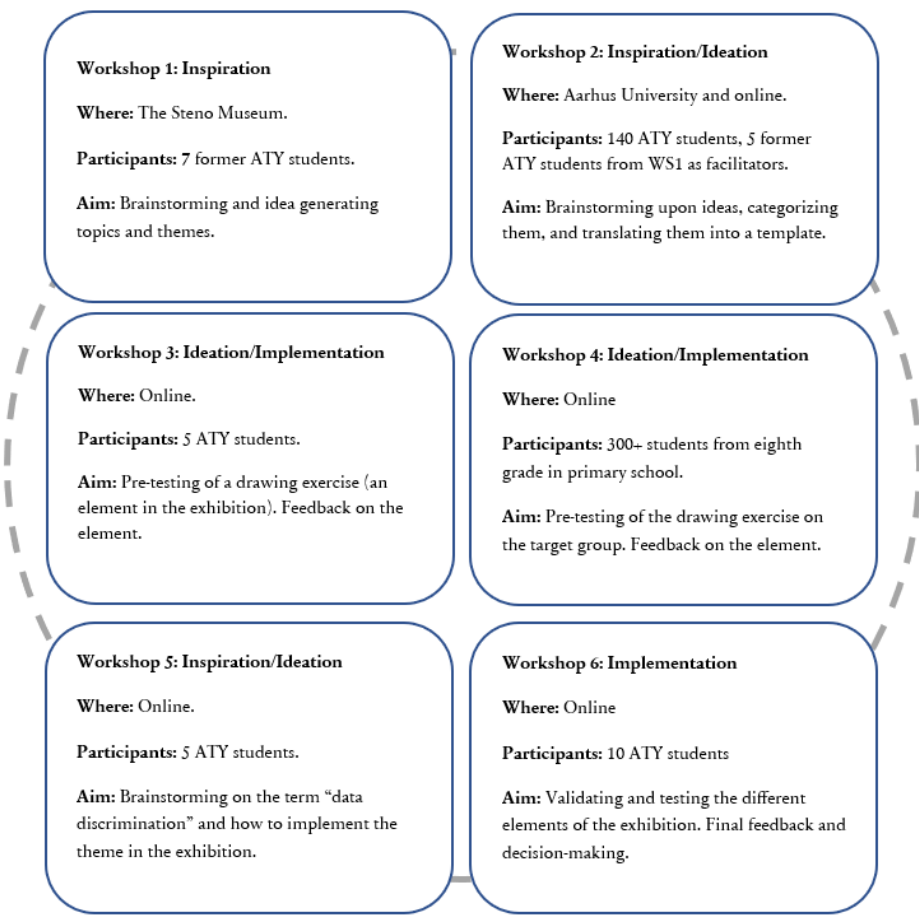 Workshop 1: Inspiration
Where: The Steno Museum.
Participants: 7 former ATY students.
Aim: Brainstorming and idea generating
topics and themes.
Workshop 2: Inspiration/Ideation
Where: Aarhus University and online.
Participants: 140 ATY students, 5 former
ATY students from WS1 as facilitators.
Aim: Brainstorming upon ideas, categorizing
them, and translating them into a template.
Workshop 3: Ideation/Implementation
Where: Online.
Participants: 5 ATY students.
Aim: Pre-testing of a drawing exercise (an
element in the exhibition). Feedback on the
element.
Workshop 4: Ideation/Implementation
Where: Online
Participants: 300+ students from eighth
grade in primary school.
Aim: Pre-testing of the drawing exercise on
the target group. Feedback on the element.
Workshop 5: Inspiration/Ideation
Where: Online.
Participants: 5 ATY students.
Aim: Brainstorming on the term “data
discrimination” and how to implement the
theme in the exhibition.
Workshop 6: Implementation
Where: Online
Participants: 10 ATY students
Aim: Validating and testing the different
elements of the exhibition. Final feedback and
decision-making.